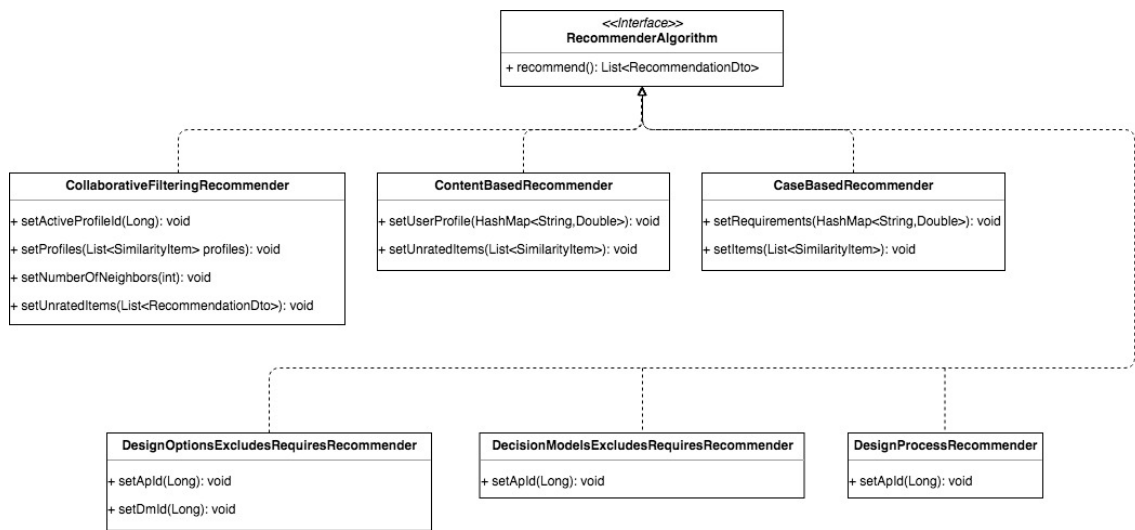 <<Interface>>
RecommenderAlgorithm
+ recommend(): List<RecommendationDto>
CollaborativeFilteringRecommender
+ setActiveProfileId(Long): void
+ setProfiles(List<SimilarityItem> profiles): void
+ setNumberOfNeighbors(int): void
+ setUnratedItems(List<RecommendationDto>): void
ContentBasedRecommender
+ setUserProfile(HashMap<String,Double>): void
+ setUnratedItems(List<SimilarityItem>): void
CaseBasedRecommender
+ setRequirements(HashMap<String,Double>): void
+ setItems(List<SimilarityItem>): void
DesignOptionsExcludesRequiresRecommender
+ setApId(Long): void
+ setDmId(Long): void
DecisionModelsExcludesRequiresRecommender
+ setApId(Long): void
DesignProcessRecommender
+ setApId(Long): void